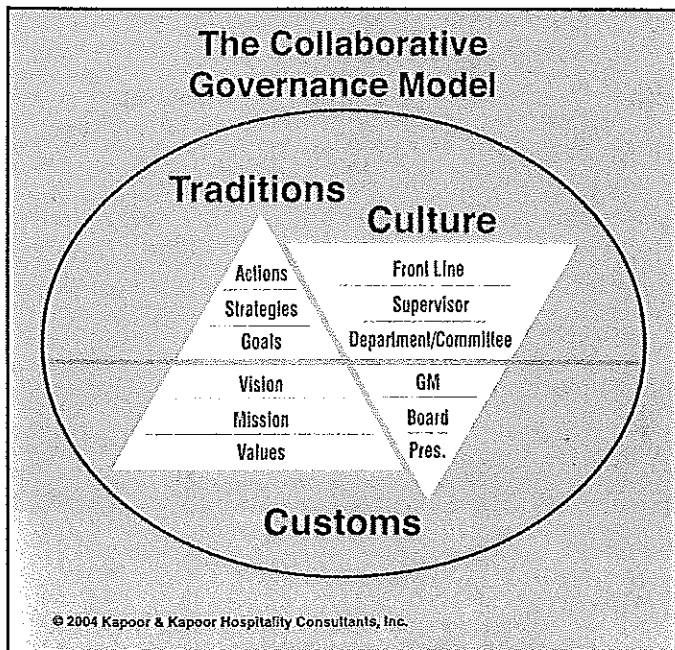 The Collaborative
Governance Model
Traditions
Culture
Actions
Strategies
Goals
Vision
Mission
Values
Front Line
Supervisor
Department/Committee
GM
Board
Pres.
Customs
© 2004 Kapoor & Kapoor Hospitality Consultants, Inc.